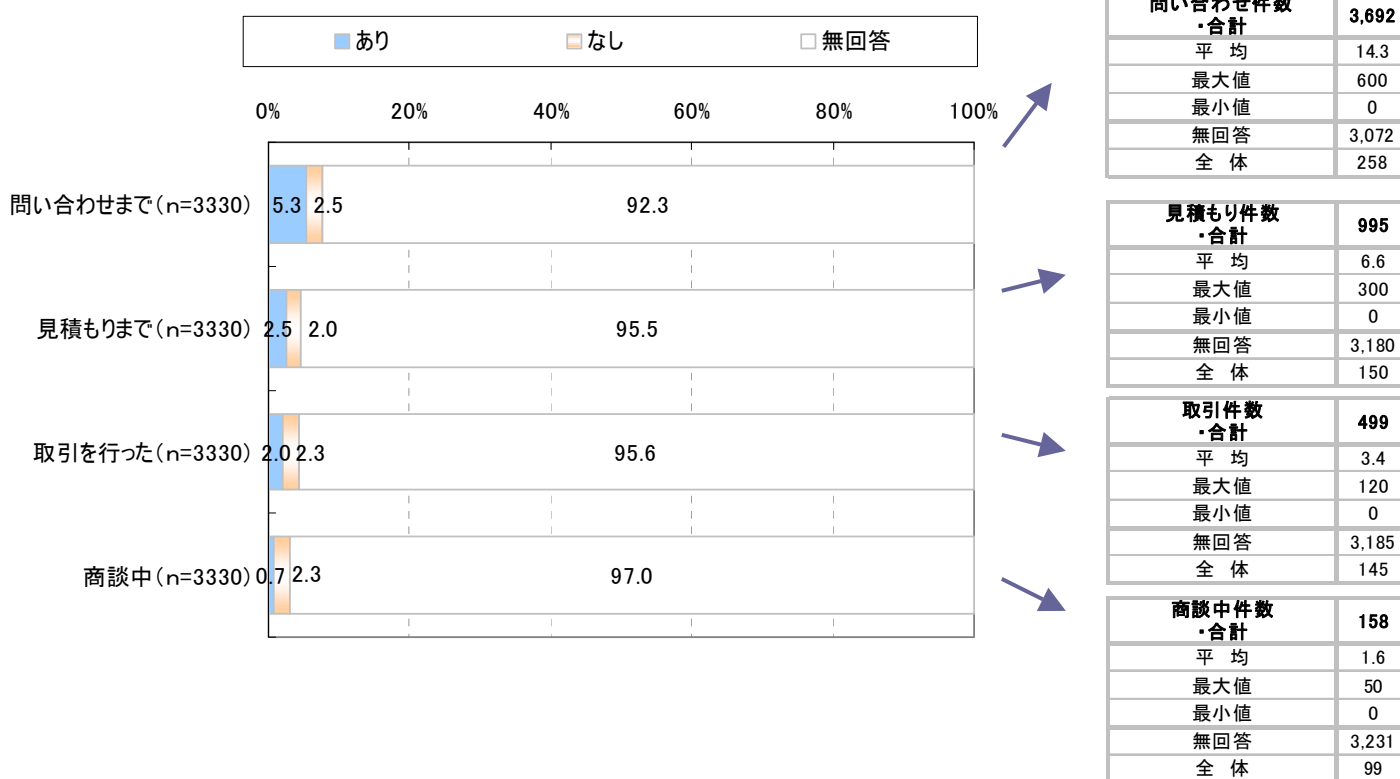 あり なし 無回答
0% 20% 40% 60% 80% 100%
問い合わせまで(n=3330) 5.3 2.5 92.3
見積もりまで(n=3330) 2.5 2.0 95.5
取引を行った(n=3330) 2.0 2.3 95.6
商談中(n=3330) 0.7 2.3 97.0
問い合わせ件数
・合計 3,692
平 均 14.3
最大値 600
最小値 0
無回答 3,072
全 体 258
見積もり件数
・合計 995
平 均 6.6
最大値 300
最小値 0
無回答 3,180
全 体 150
取引件数
・合計 499
平 均 3.4
最大値 120
最小値 0
無回答 3,185
全 体 145
商談中件数
・合計 158
平 均 1.6
最大値 50
最小値 0
無回答 3,231
全 体 99